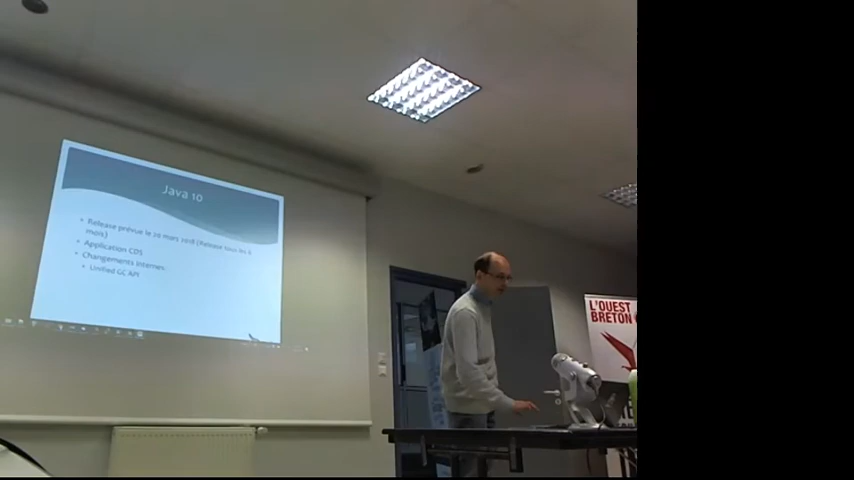 Java 10
Release prévue le 20 mars 2018 (Release tous les 6
mois)
Application CDS
Changements internes
Unified GC API
L'OUEST
BRETON